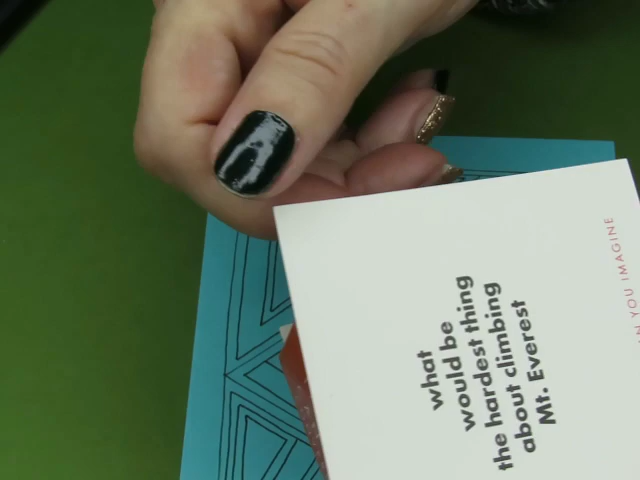 what
would be
the hardest thing
about climbing
Mt. Everest
YOU IMAGINE